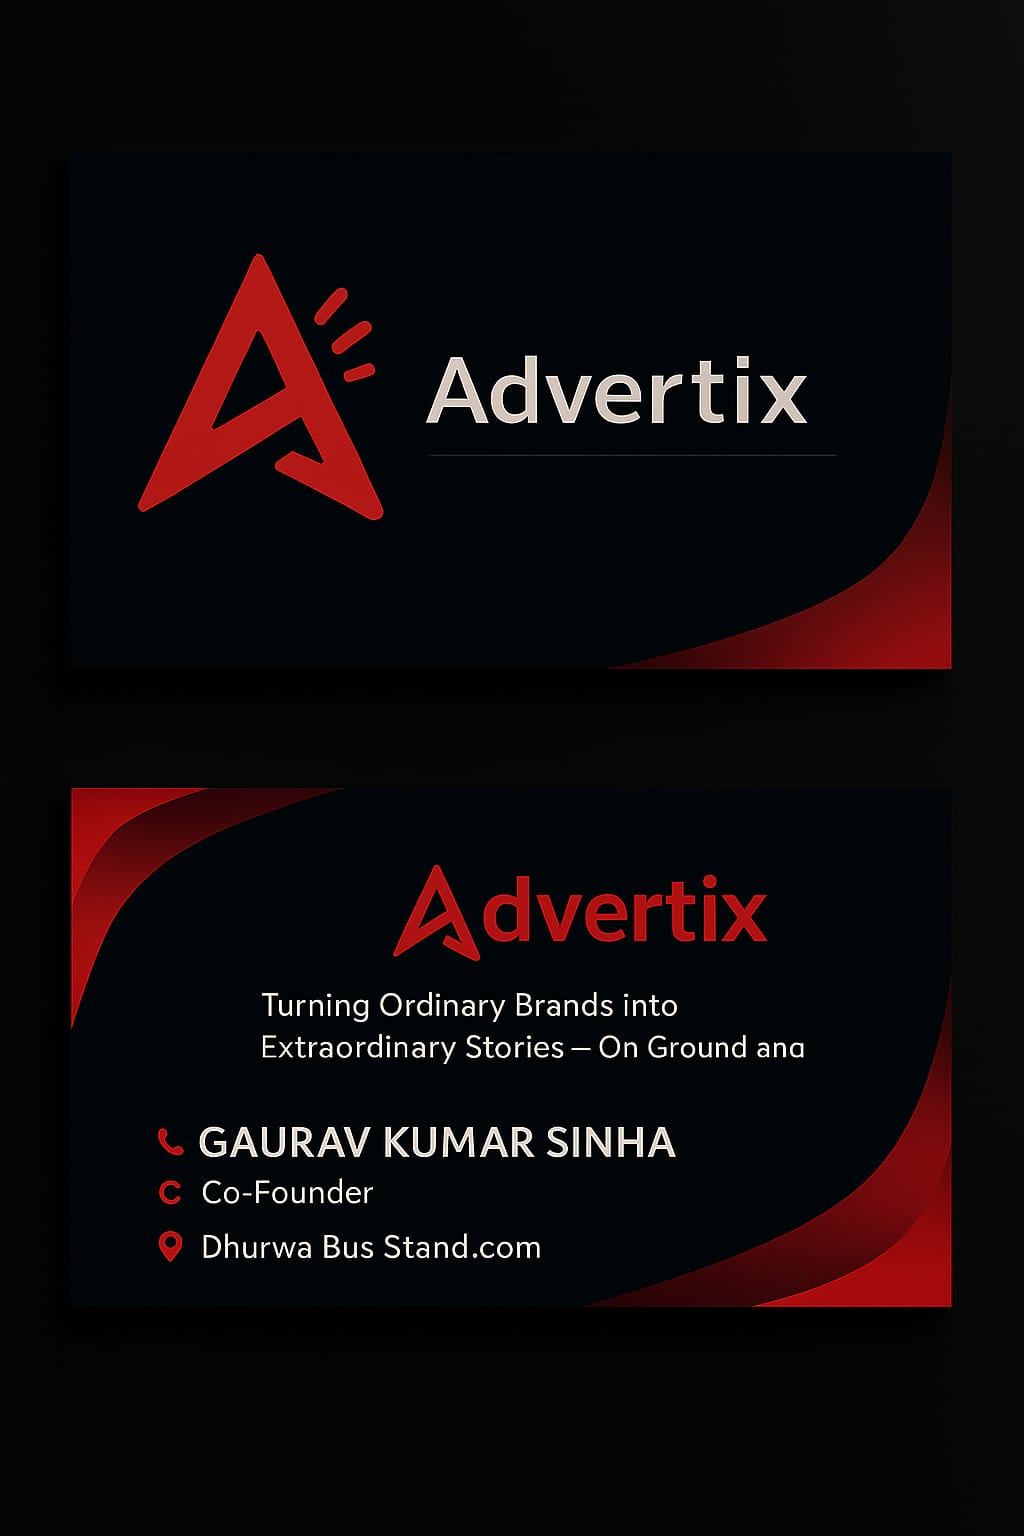 Advertix
Advertix
Turning Ordinary Brands into
Extraordinary Stories – On Ground and
GAURAV KUMAR SINHA
C Co-Founder
Dhurwa Bus Stand.com